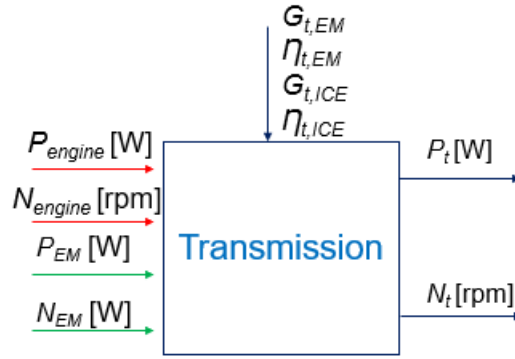 G_{t,EM}
η_{t,EM}
G_{t,ICE}
η_{t,ICE}
P_{engine} [W]
N_{engine} [rpm]
P_{EM} [W]
N_{EM} [W]
Transmission
P_t [W]
N_t [rpm]